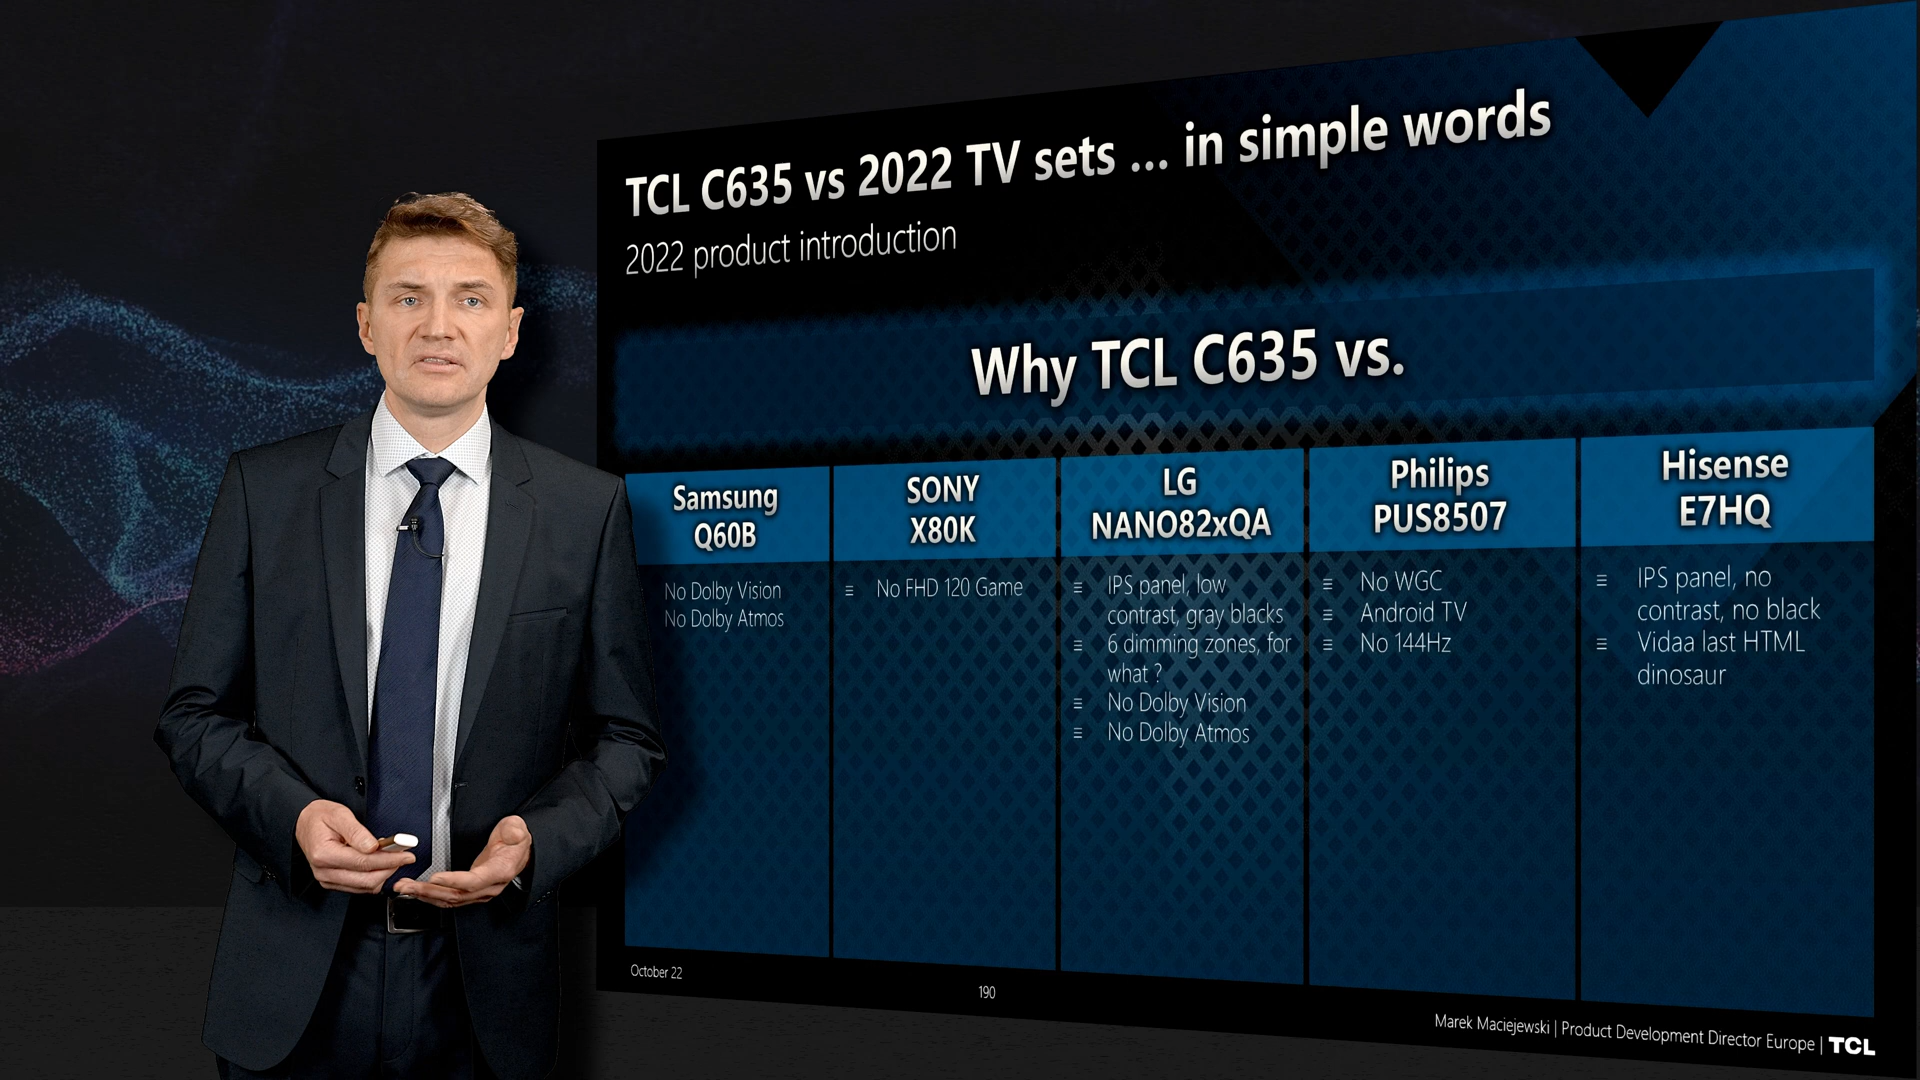 TCL C635 vs 2022 TV sets ... in simple words
2022 product introduction
Why TCL C635 vs.
Samsung
Q60B
No Dolby Vision
No Dolby Atmos
SONY
X80K
≡ No FHD 120 Game
LG
NANO82xQA
≡ IPS panel, low
contrast, gray blacks
≡ 6 dimming zones, for
what ?
≡ No Dolby Vision
≡ No Dolby Atmos
Philips
PUS8507
≡ No WGC
≡ Android TV
≡ No 144Hz
Hisense
E7HQ
≡ IPS panel, no
contrast, no black
≡ Vidaa last HTML
dinosaur
October 22
190
Marek Maciejewski | Product Development Director Europe | TCL